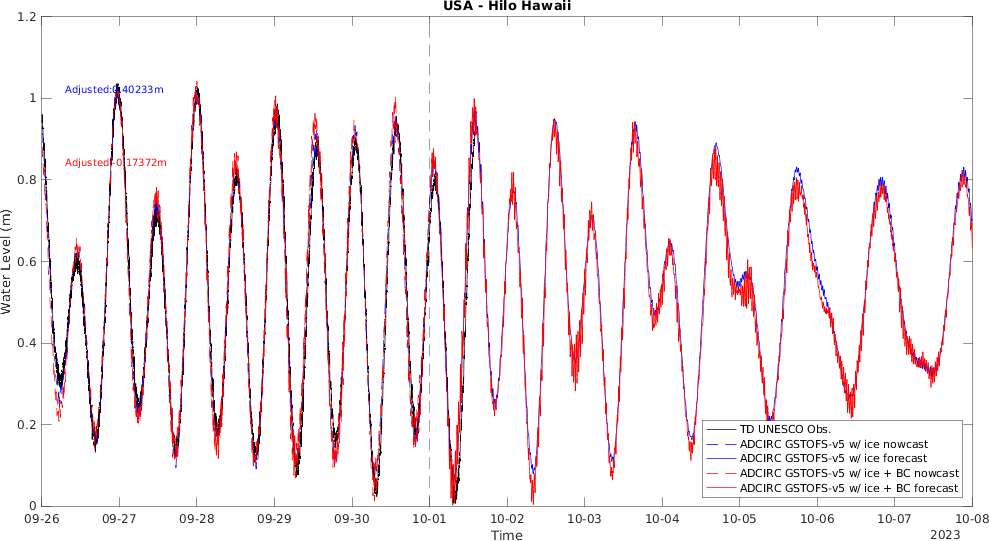 USA - Hilo Hawaii
1.2
1
0.8
0.6
0.4
0.2
0
Water Level (m)
Adjusted:0.40233m
Adjusted:-0.17372m
TD UNESCO Obs.
ADCIRC GSTOFS-v5 w/ ice nowcast
ADCIRC GSTOFS-v5 w/ ice forecast
ADCIRC GSTOFS-v5 w/ ice + BC nowcast
ADCIRC GSTOFS-v5 w/ ice + BC forecast
09-26 09-27 09-28 09-29 09-30 10-01 10-02 10-03 10-04 10-05 10-06 10-07 10-08
Time
2023